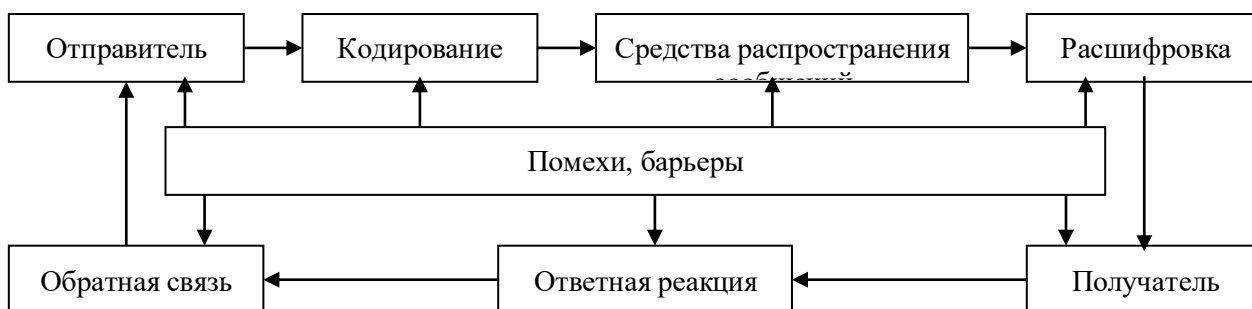 Отправитель
Кодирование
Средства распространения
Расшифровка
Помехи, барьеры
Обратная связь
Ответная реакция
Получатель